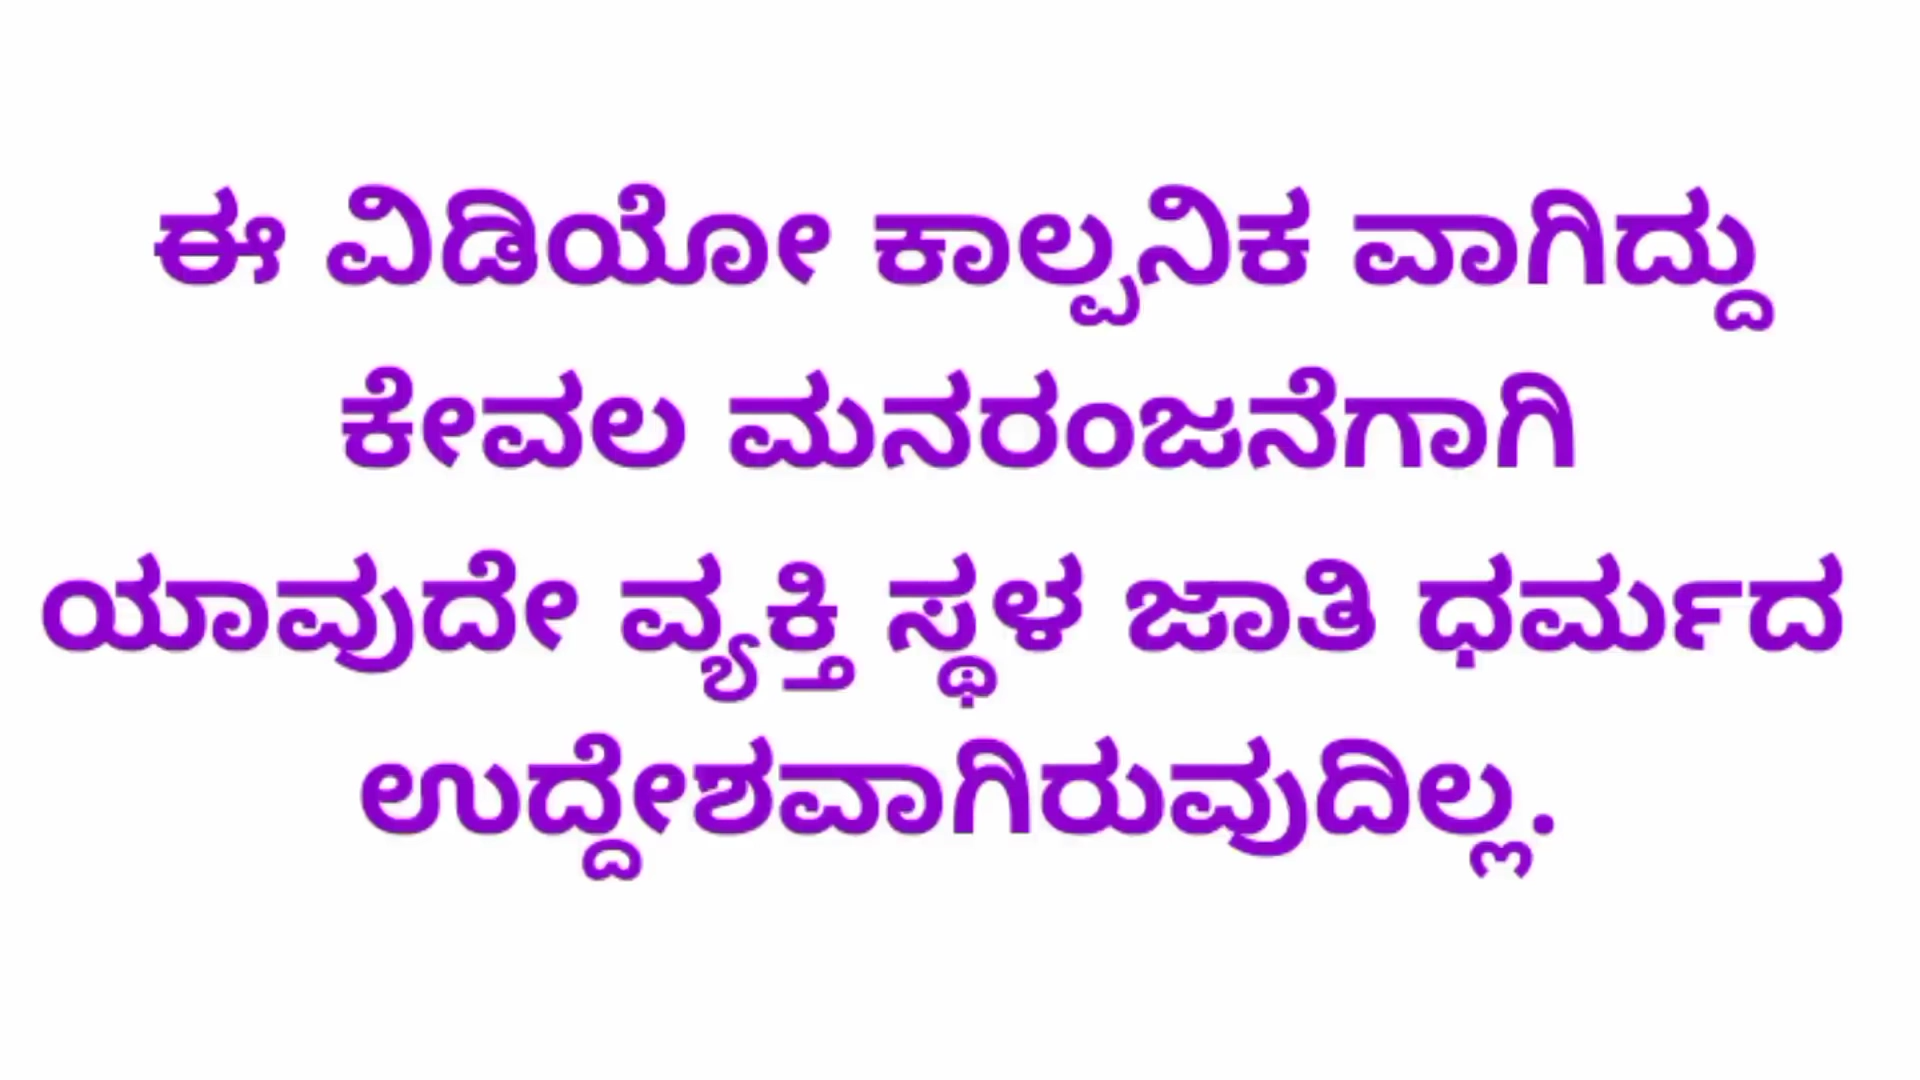 ಈ ವಿಡಿಯೋ ಕಾಲ್ಪನಿಕ ವಾಗಿದ್ದು
ಕೇವಲ ಮನರಂಜನೆಗಾಗಿ
ಯಾವುದೇ ವ್ಯಕ್ತಿ ಸ್ಥಳ ಜಾತಿ ಧರ್ಮದ
ಉದ್ದೇಶವಾಗಿರುವುದಿಲ್ಲ.